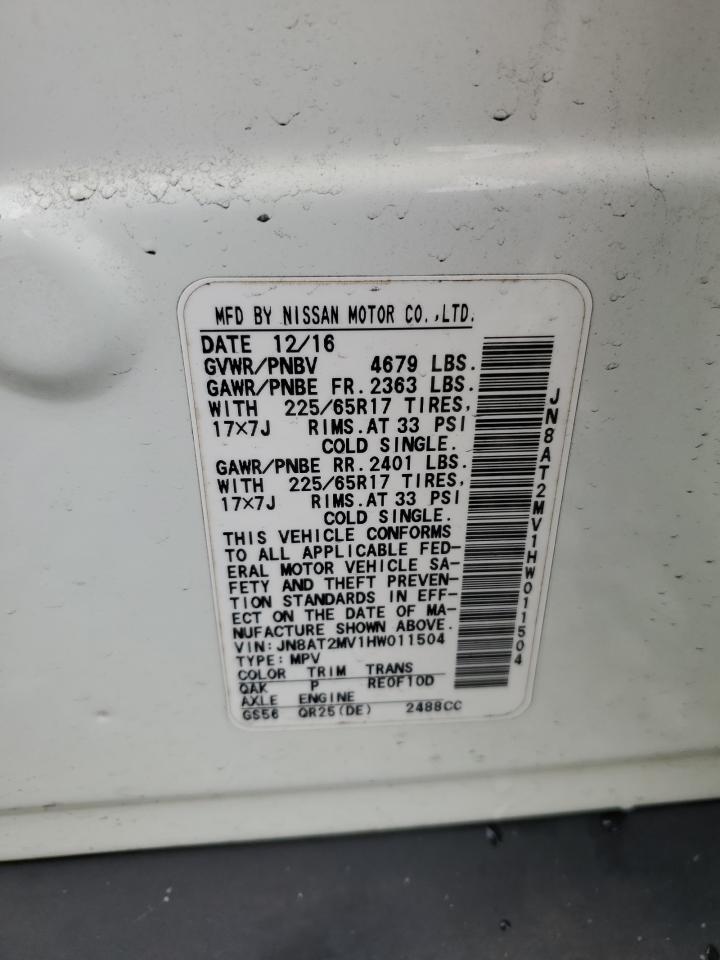 MFD BY NISSAN MOTOR CO.,LTD.
DATE 12/16
GVWR/PNBV 4679 LBS.
GAWR/PNBE FR. 2363 LBS.
WITH 225/65R17 TIRES,
17×7J RIMS.AT 33 PSI
COLD SINGLE.
GAWR/PNBE RR. 2401 LBS.
WITH 225/65R17 TIRES,
17×7J RIMS.AT 33 PSI
COLD SINGLE.
THIS VEHICLE CONFORMS
TO ALL APPLICABLE FED-
ERAL MOTOR VEHICLE SA-
FETY AND THEFT PREVEN-
TION STANDARDS IN EFF-
ECT ON THE DATE OF MA-
NUFACTURE SHOWN ABOVE.
VIN: JN8AT2MV1HW011504
TYPE: MPV
COLOR TRIM TRANS
QAK P RE0F10D
AXLE ENGINE
GS56 QR25(DE) 2488CC
JN8AT2MV1HW011504